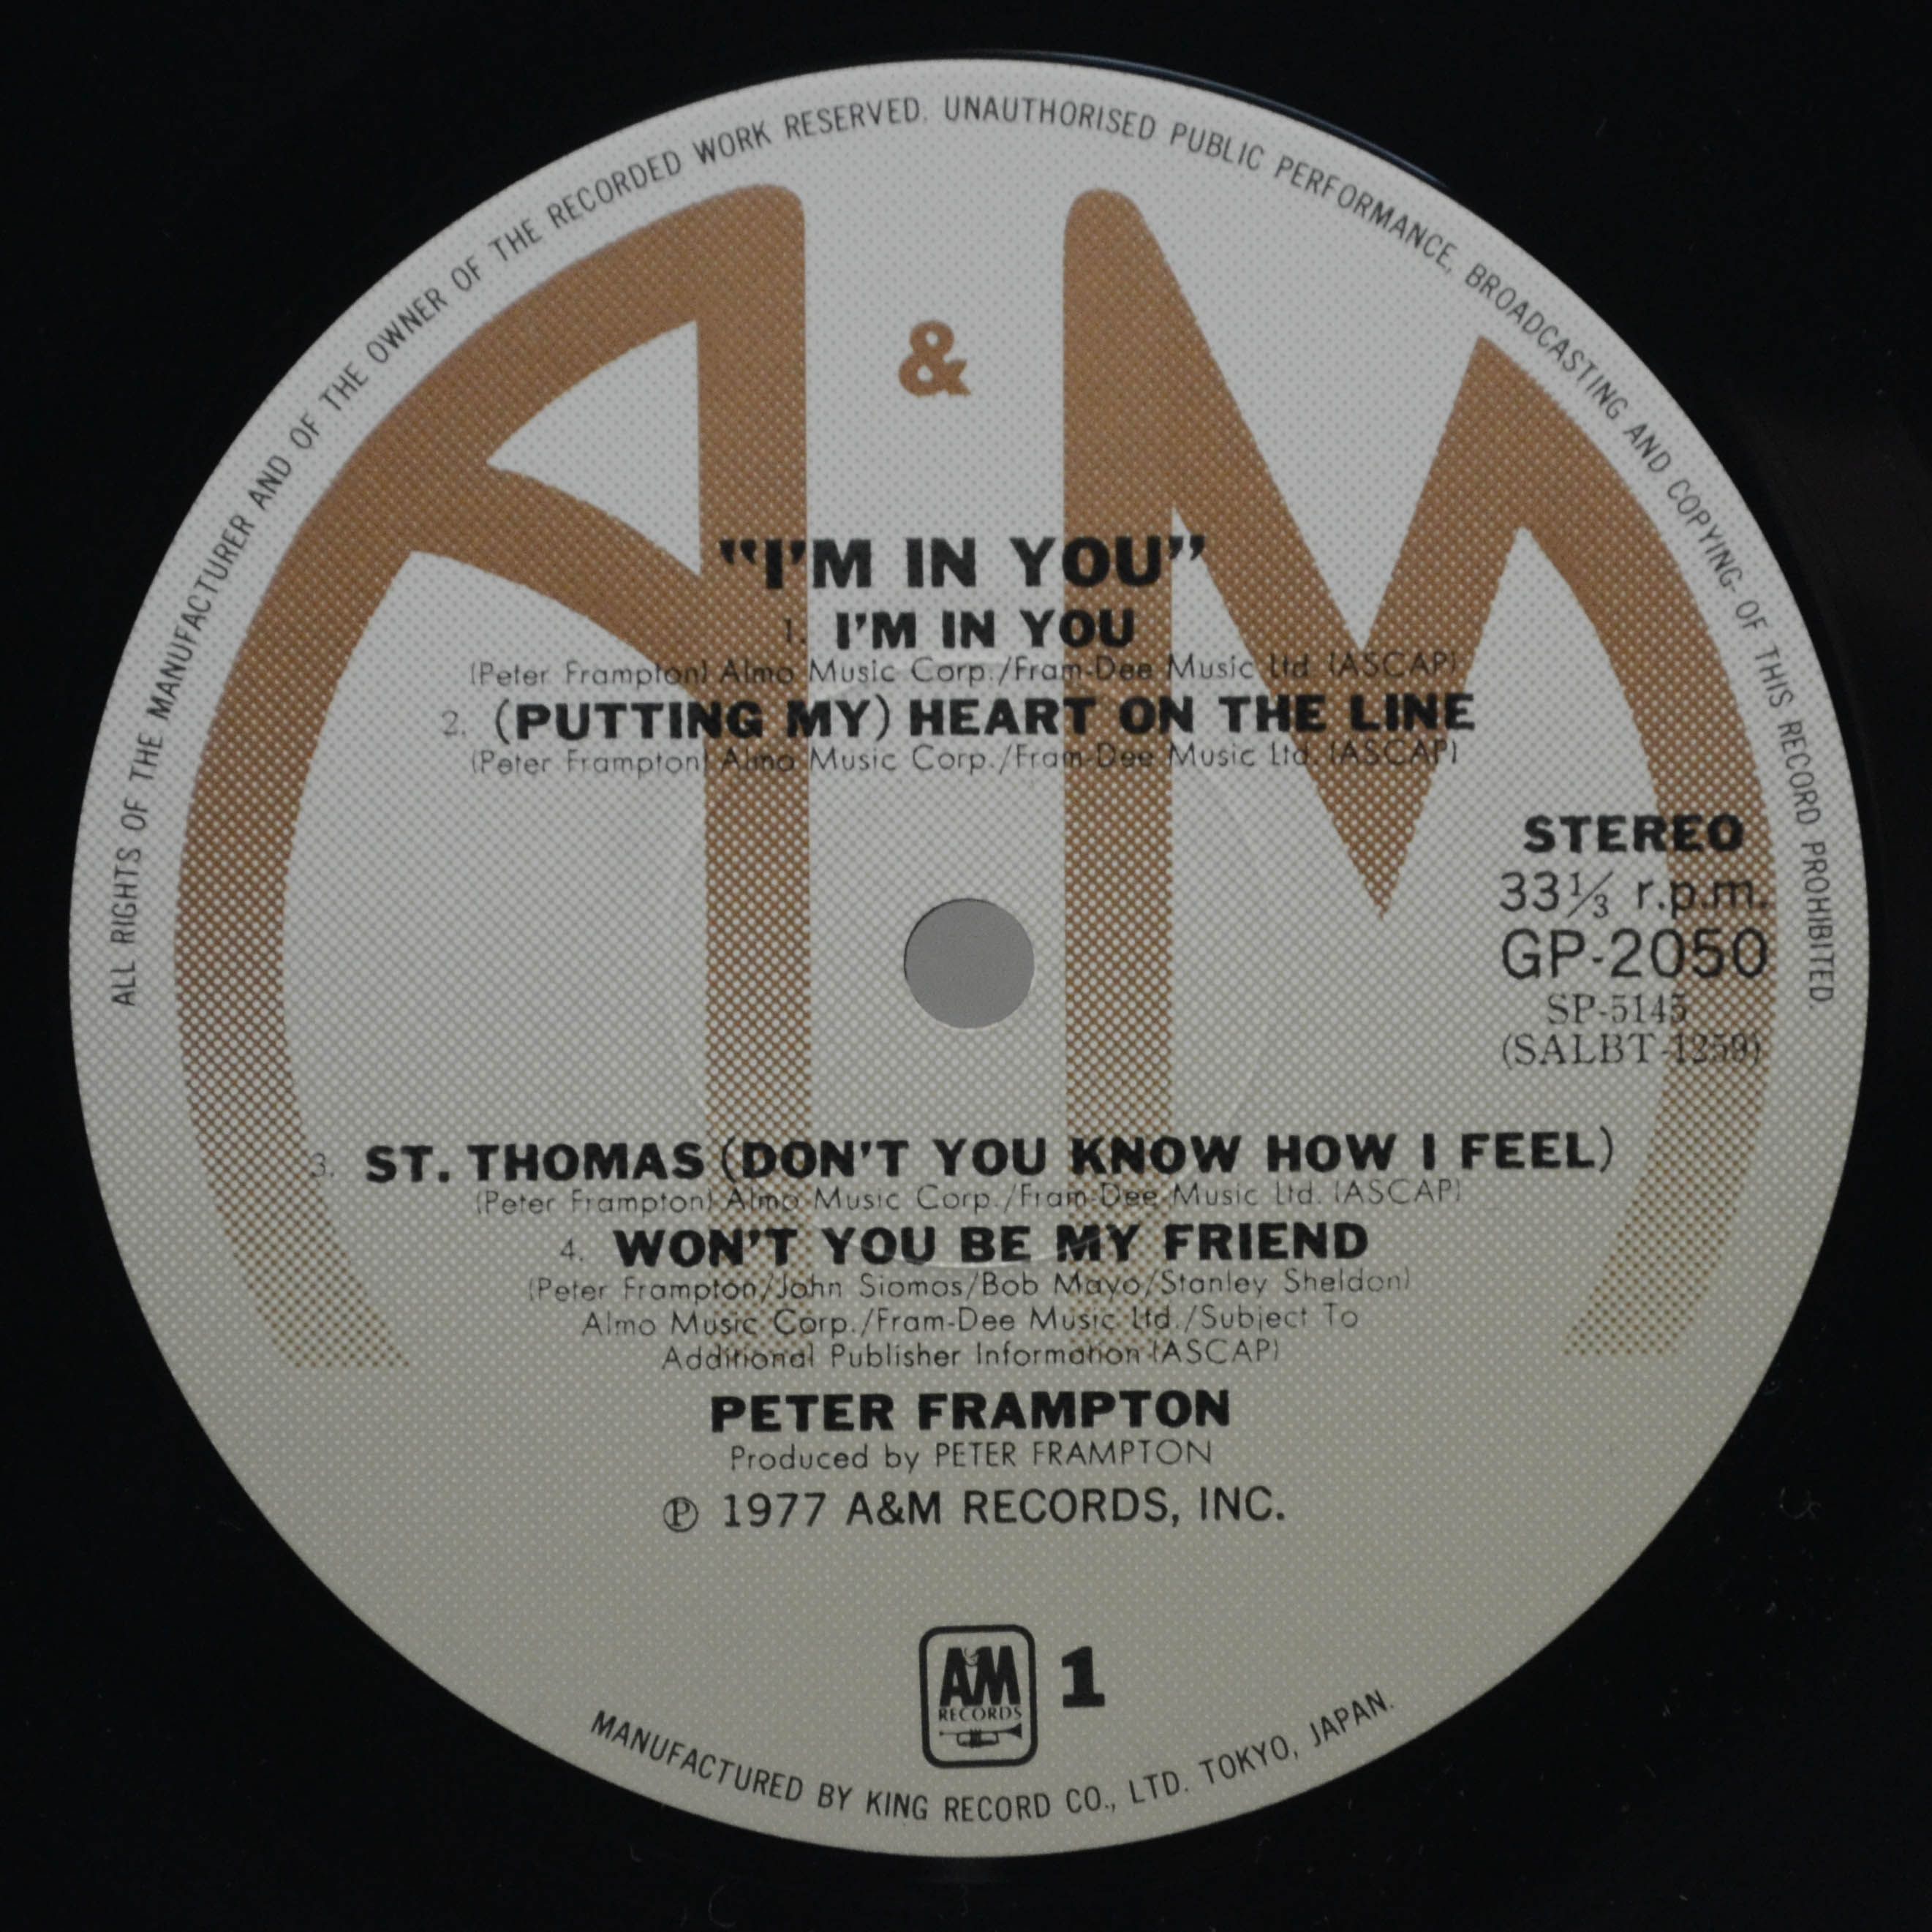 ALL RIGHTS OF THE MANUFACTURER AND OF THE OWNER OF THE RECORDED WORK RESERVED. UNAUTHORISED PUBLIC PERFORMANCE, BROADCASTING AND COPYING OF THIS RECORD PROHIBITED.
A & M
"I'M IN YOU"
1. I'M IN YOU
(Peter Frampton) Almo Music Corp./Fram-Dee Music Ltd. (ASCAP)
2. (PUTTING MY) HEART ON THE LINE
(Peter Frampton) Almo Music Corp./Fram-Dee Music Ltd. (ASCAP)
STEREO
33⅓ r.p.m.
GP-2050
SP-5145
(SALBT-1259)
3. ST. THOMAS (DON'T YOU KNOW HOW I FEEL)
(Peter Frampton) Almo Music Corp./Fram-Dee Music Ltd. (ASCAP)
4. WON'T YOU BE MY FRIEND
(Peter Frampton/John Siomos/Bob Mayo/Stanley Sheldon)
Almo Music Corp./Fram-Dee Music Ltd./Subject To
Additional Publisher Information (ASCAP)
PETER FRAMPTON
Produced by PETER FRAMPTON
℗ 1977 A&M RECORDS, INC.
A&M RECORDS 1
MANUFACTURED BY KING RECORD CO., LTD. TOKYO, JAPAN.